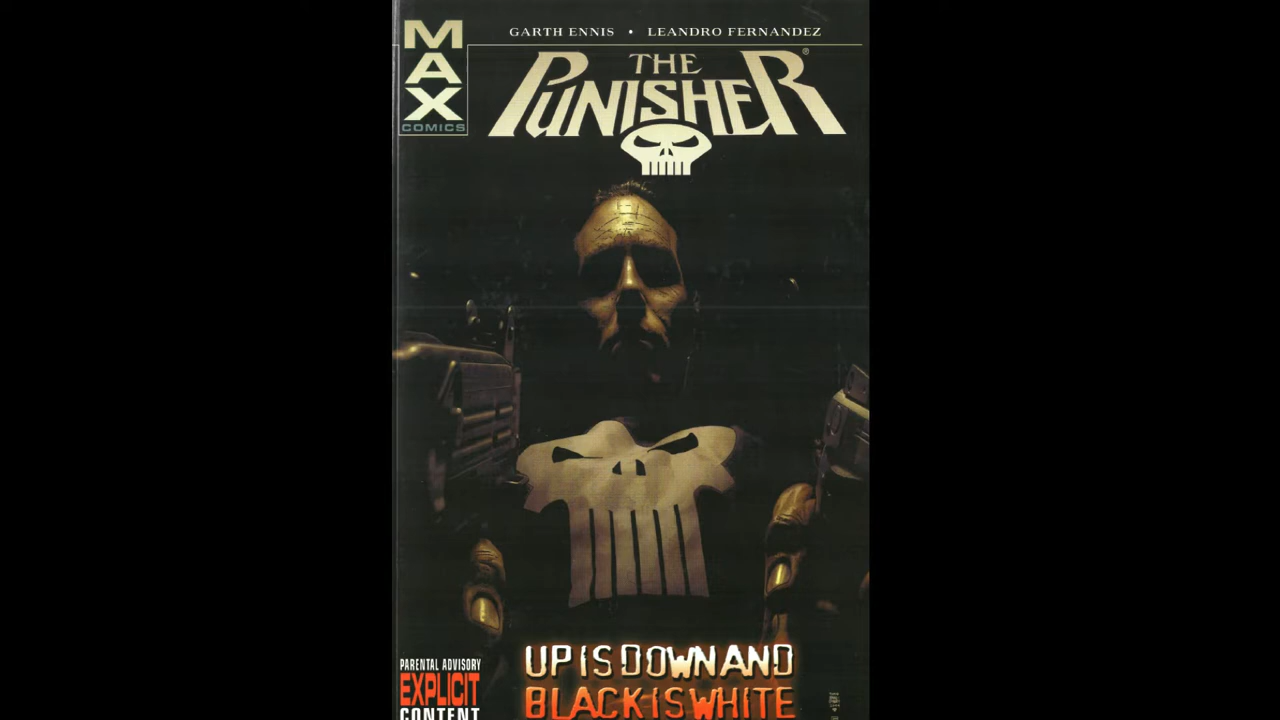 GARTH ENNIS • LEANDRO FERNANDEZ
MAX
COMICS
THE
PUNISHER®
UP IS DOWN AND
BLACK IS WHITE
PARENTAL ADVISORY
EXPLICIT
CONTENT